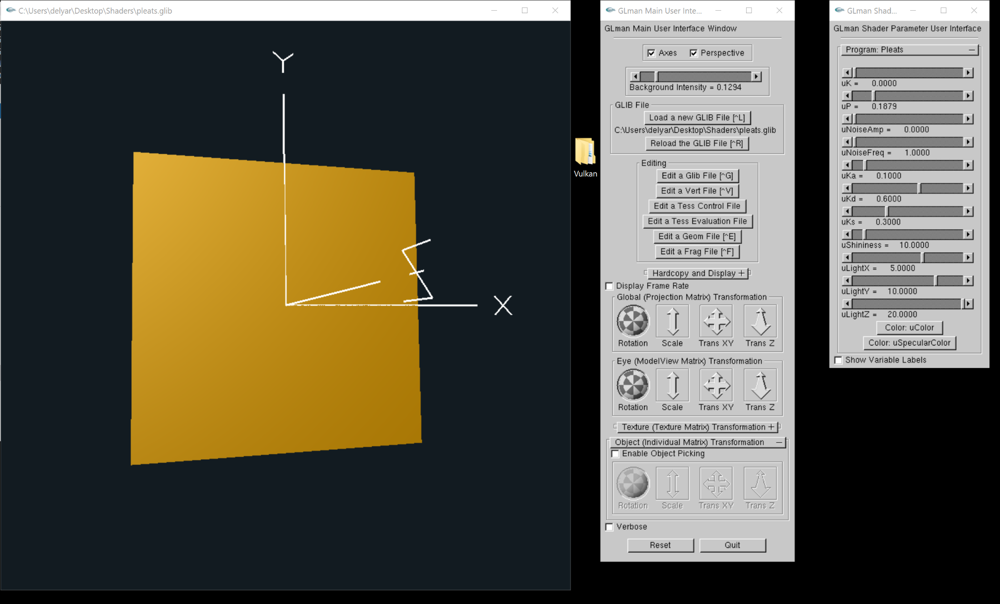 C:\Users\delyar\Desktop\Shaders\pleats.glib
Y
Z
X
Vulkan
GLman Main User Inte...
GLman Main User Interface Window
Axes Perspective
Background Intensity = 0.1294
GLIB File
Load a new GLIB File [^L]
C:\Users\delyar\Desktop\Shaders\pleats.glib
Reload the GLIB File [^R]
Editing
Edit a Glib File [^G]
Edit a Vert File [^V]
Edit a Tess Control File
Edit a Tess Evaluation File
Edit a Geom File [^E]
Edit a Frag File [^F]
Hardcopy and Display +
Display Frame Rate
Global (Projection Matrix) Transformation
Rotation Scale Trans XY Trans Z
Eye (ModelView Matrix) Transformation
Rotation Scale Trans XY Trans Z
Texture (Texture Matrix) Transformation +
Object (Individual Matrix) Transformation −
Enable Object Picking
Rotation Scale Trans XY Trans Z
Verbose
Reset Quit
GLman Shad...
GLman Shader Parameter User Interface
Program: Pleats −
uK = 0.0000
uP = 0.1879
uNoiseAmp = 0.0000
uNoiseFreq = 1.0000
uKa = 0.1000
uKd = 0.6000
uKs = 0.3000
uShininess = 10.0000
uLightX = 5.0000
uLightY = 10.0000
uLightZ = 20.0000
Color: uColor
Color: uSpecularColor
Show Variable Labels